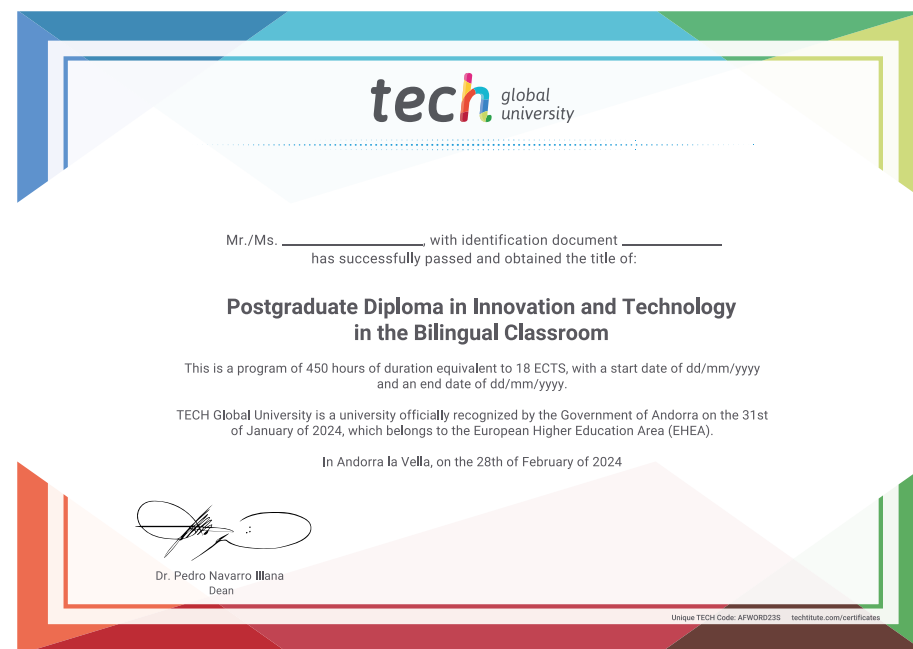 tech global university
Mr./Ms. ____________, with identification document ____________
has successfully passed and obtained the title of:
Postgraduate Diploma in Innovation and Technology
in the Bilingual Classroom
This is a program of 450 hours of duration equivalent to 18 ECTS, with a start date of dd/mm/yyyy
and an end date of dd/mm/yyyy.
TECH Global University is a university officially recognized by the Government of Andorra on the 31st
of January of 2024, which belongs to the European Higher Education Area (EHEA).
In Andorra la Vella, on the 28th of February of 2024
Dr. Pedro Navarro Illana
Dean
Unique TECH Code: AFWORD23S techtitute.com/certificates